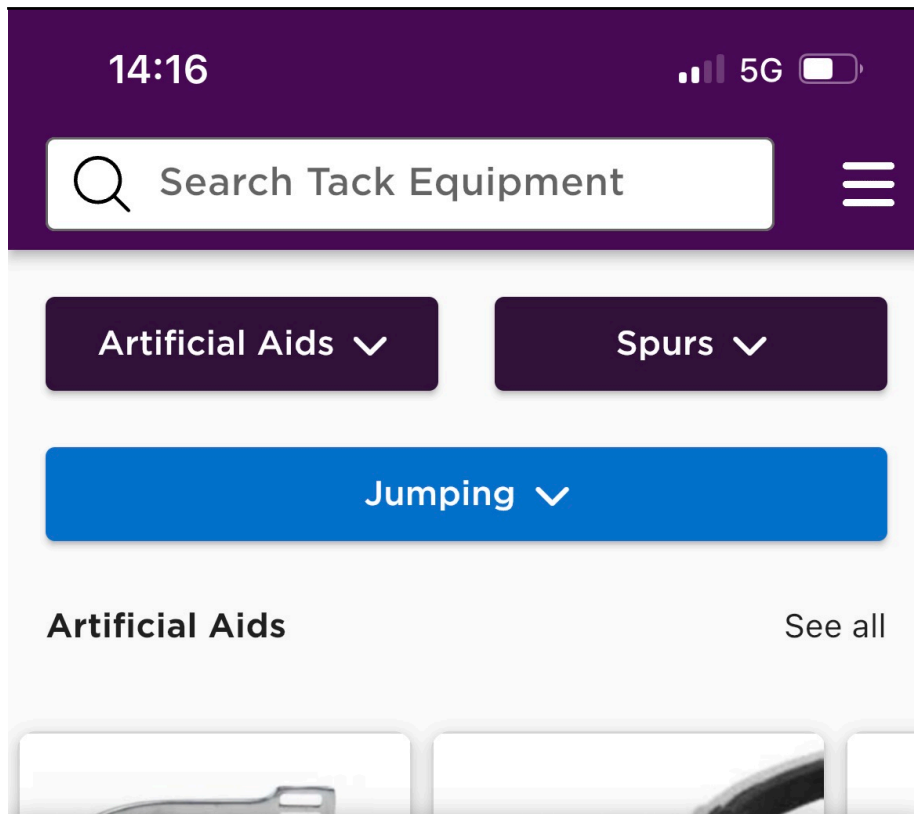 14:16 5G
Search Tack Equipment
Artificial Aids Spurs
Jumping
Artificial Aids See all